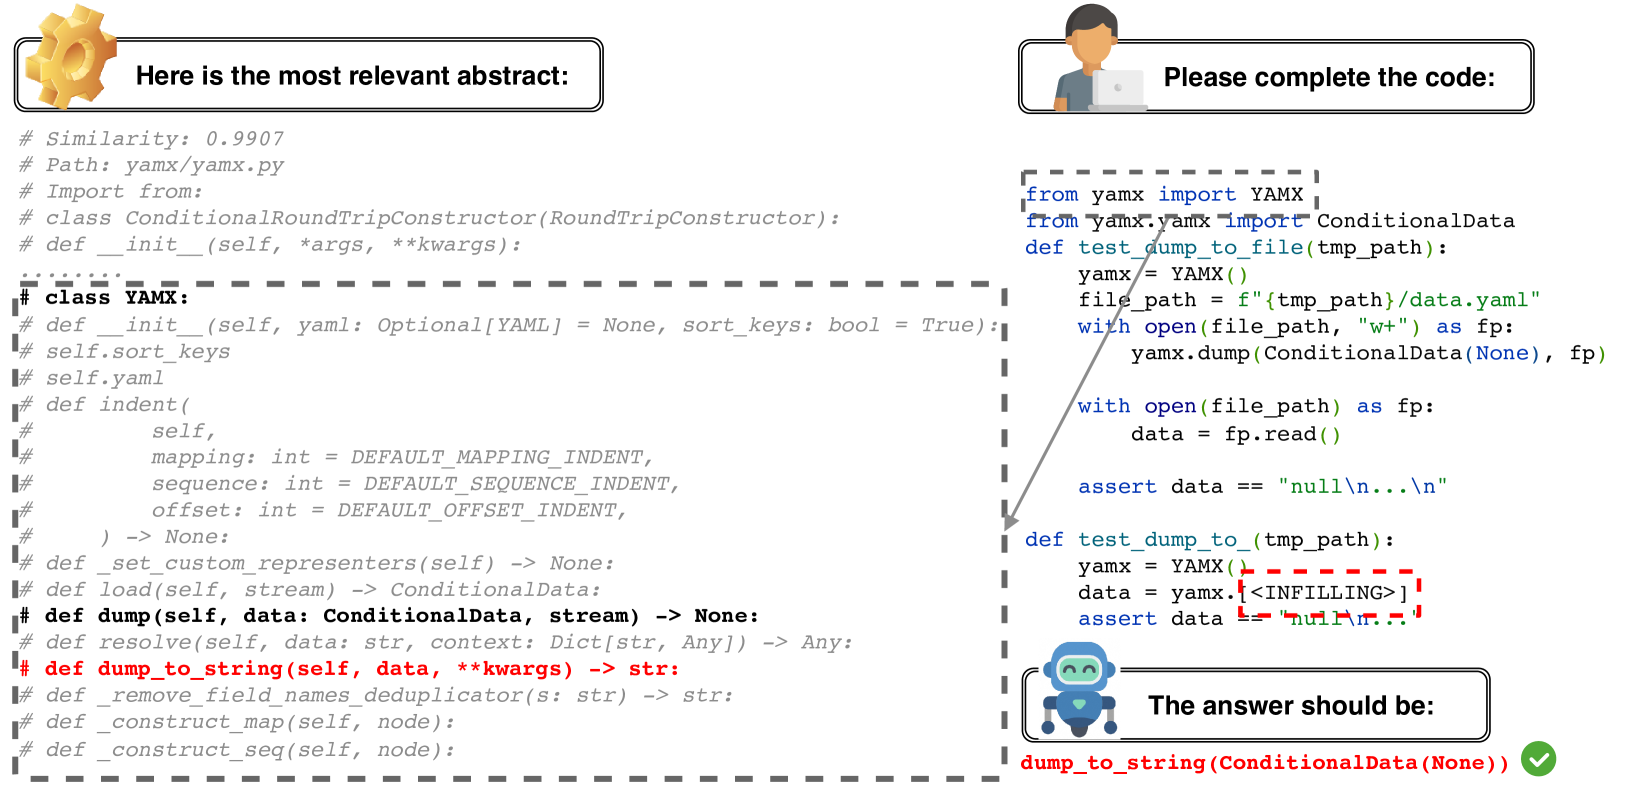 Here is the most relevant abstract:
# Similarity: 0.9907
# Path: yamx/yamx.py
# Import from:
# class ConditionalRoundTripConstructor(RoundTripConstructor):
# def __init__(self, *args, **kwargs):
........
# class YAMX:
# def __init__(self, yaml: Optional[YAML] = None, sort_keys: bool = True):
# self.sort_keys
# self.yaml
# def indent(
#         self,
#         mapping: int = DEFAULT_MAPPING_INDENT,
#         sequence: int = DEFAULT_SEQUENCE_INDENT,
#         offset: int = DEFAULT_OFFSET_INDENT,
#     ) -> None:
# def _set_custom_representers(self) -> None:
# def load(self, stream) -> ConditionalData:
# def dump(self, data: ConditionalData, stream) -> None:
# def resolve(self, data: str, context: Dict[str, Any]) -> Any:
# def dump_to_string(self, data, **kwargs) -> str:
# def _remove_field_names_deduplicator(s: str) -> str:
# def _construct_map(self, node):
# def _construct_seq(self, node):
Please complete the code:
from yamx import YAMX
from yamx.yamx import ConditionalData
def test_dump_to_file(tmp_path):
    yamx = YAMX()
    file_path = f"{tmp_path}/data.yaml"
    with open(file_path, "w+") as fp:
        yamx.dump(ConditionalData(None), fp)
    with open(file_path) as fp:
        data = fp.read()
    assert data == "null\n...\n"
def test_dump_to_(tmp_path):
    yamx = YAMX()
    data = yamx.[<INFILLING>]
    assert data == "null\n..."
The answer should be:
dump_to_string(ConditionalData(None))